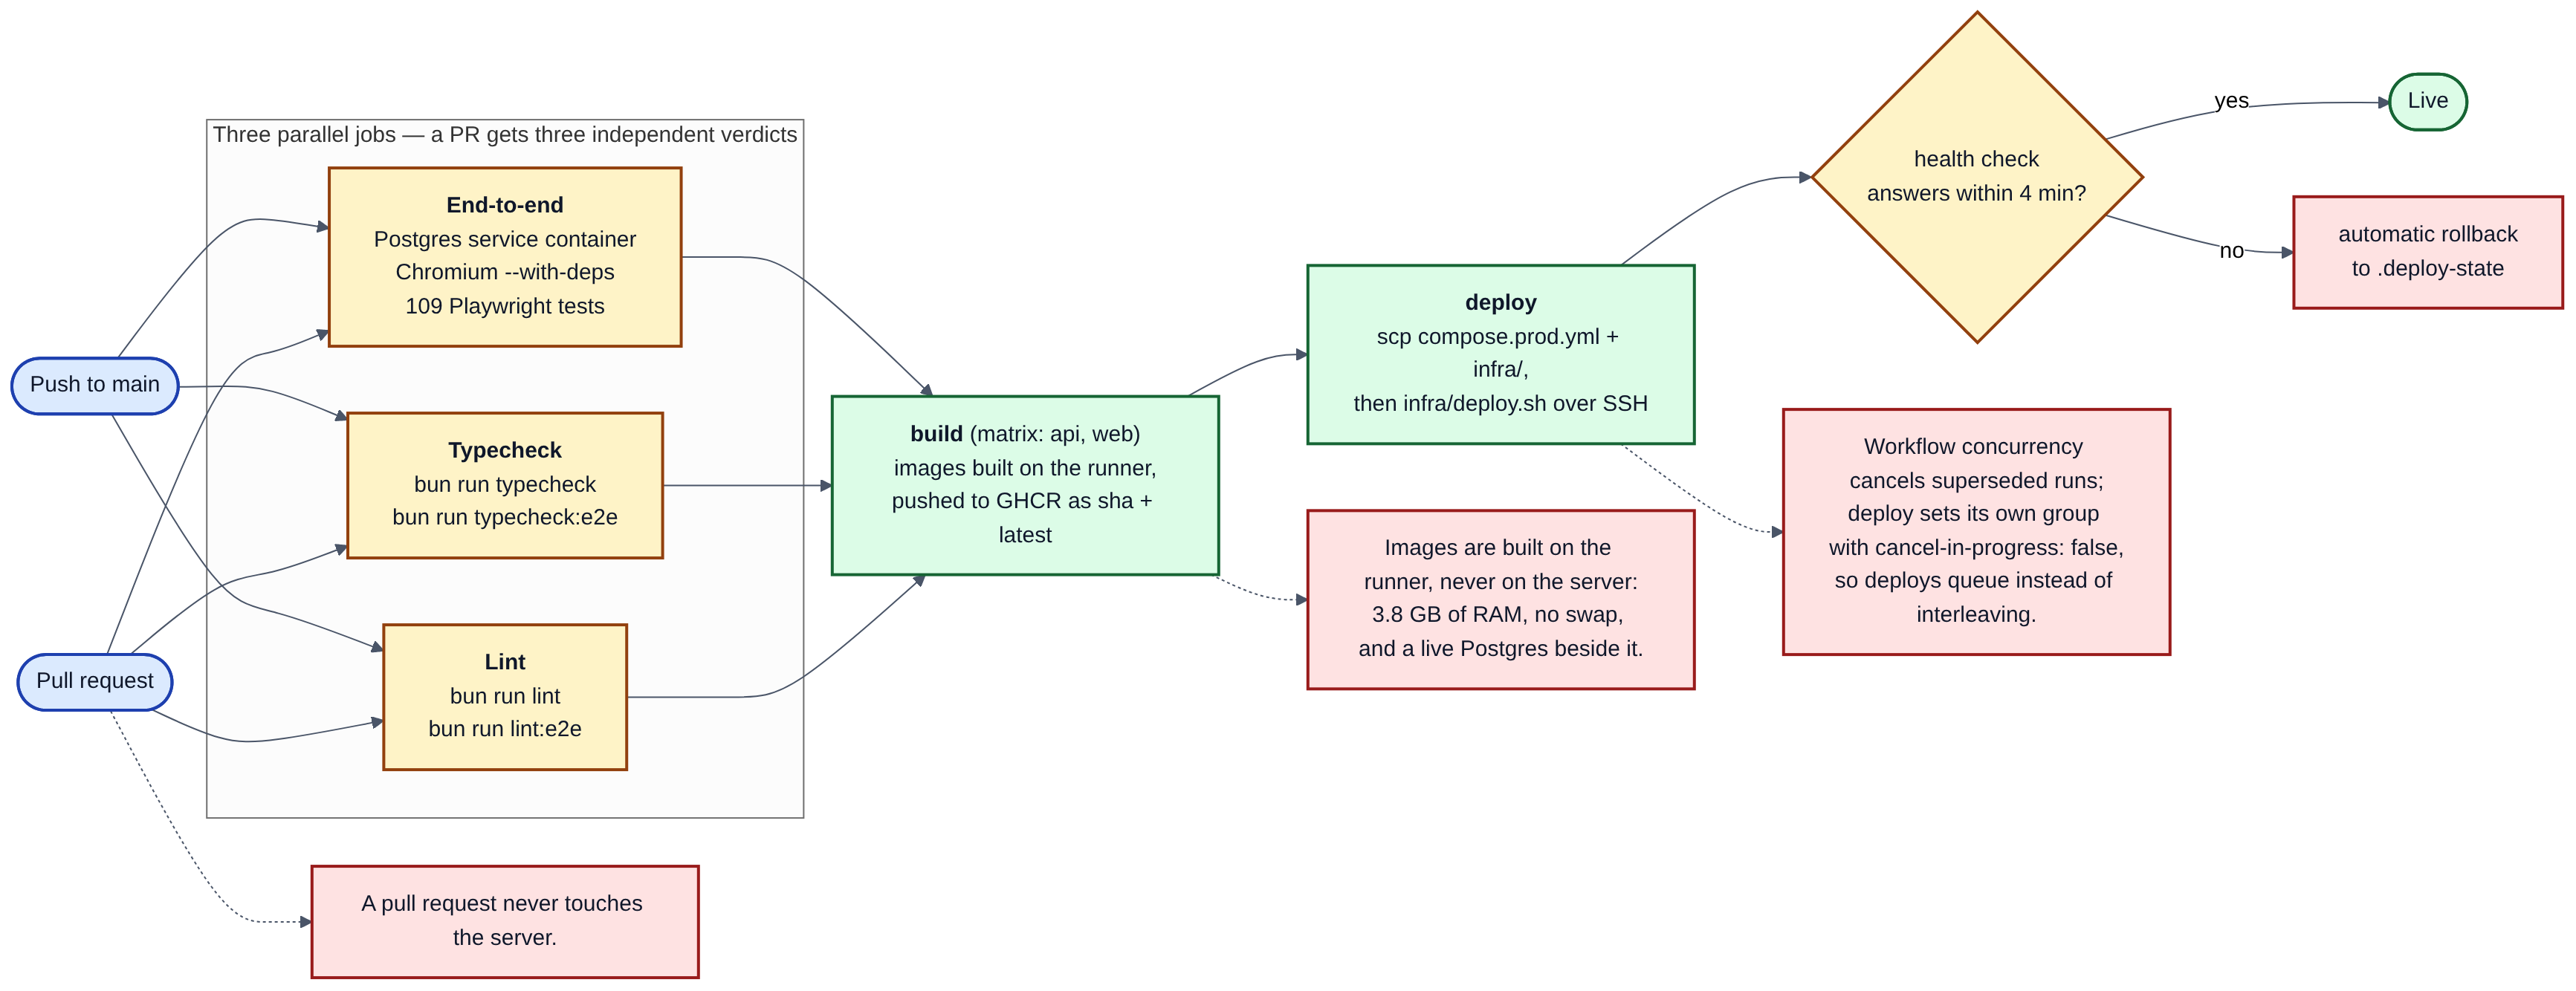 Three parallel jobs — a PR gets three independent verdicts
Push to main
Pull request
End-to-end
Postgres service container
Chromium --with-deps
109 Playwright tests
Typecheck
bun run typecheck
bun run typecheck:e2e
Lint
bun run lint
bun run lint:e2e
A pull request never touches
the server.
build (matrix: api, web)
images built on the runner,
pushed to GHCR as sha +
latest
deploy
scp compose.prod.yml +
infra/,
then infra/deploy.sh over SSH
Images are built on the
runner, never on the server:
3.8 GB of RAM, no swap,
and a live Postgres beside it.
health check
answers within 4 min?
Workflow concurrency
cancels superseded runs;
deploy sets its own group
with cancel-in-progress: false,
so deploys queue instead of
interleaving.
yes
no
Live
automatic rollback
to .deploy-state